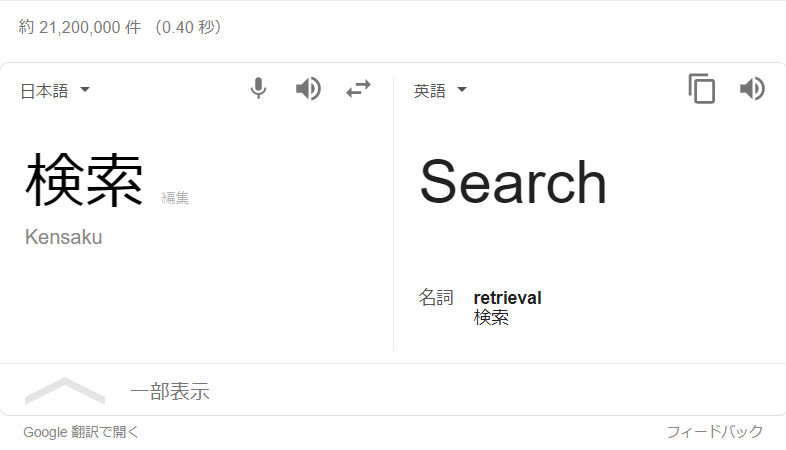 約 21,200,000 件 （0.40 秒）
日本語
英語
検索 編集
Kensaku
Search
名詞 retrieval
検索
一部表示
Google 翻訳で開く
フィードバック